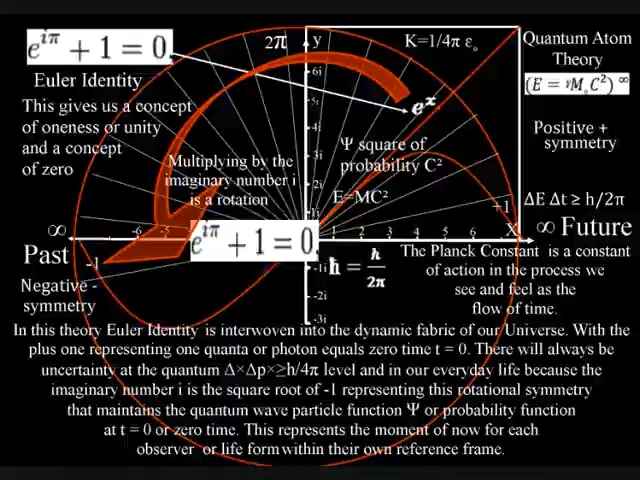 e^{iπ} + 1 = 0.
Euler Identity
This gives us a concept
of oneness or unity
and a concept
of zero
2π
y
K=1/4π ε₀
Quantum Atom
Theory
(E = M₀C²)^∞
Positive +
symmetry
6i
5i
4i
3i
2i
e^x
Ψ square of
probability C²
E=MC²
Multiplying by the
imaginary number i
is a rotation
ΔE Δt ≥ h/2π
+1
∞ Future
∞
Past
-6
-5
1 2 3 4 5 6 X
e^{iπ} + 1 = 0.
-1
Negative -
symmetry
-1i
-2i
-3i
ħ = h/2π
The Planck Constant is a constant
of action in the process we
see and feel as the
flow of time.
In this theory Euler Identity is interwoven into the dynamic fabric of our Universe. With the
plus one representing one quanta or photon equals zero time t = 0. There will always be
uncertainty at the quantum Δ×Δp×≥h/4π level and in our everyday life because the
imaginary number i is the square root of -1 representing this rotational symmetry
that maintains the quantum wave particle function Ψ or probability function
at t = 0 or zero time. This represents the moment of now for each
observer or life form within their own reference frame.